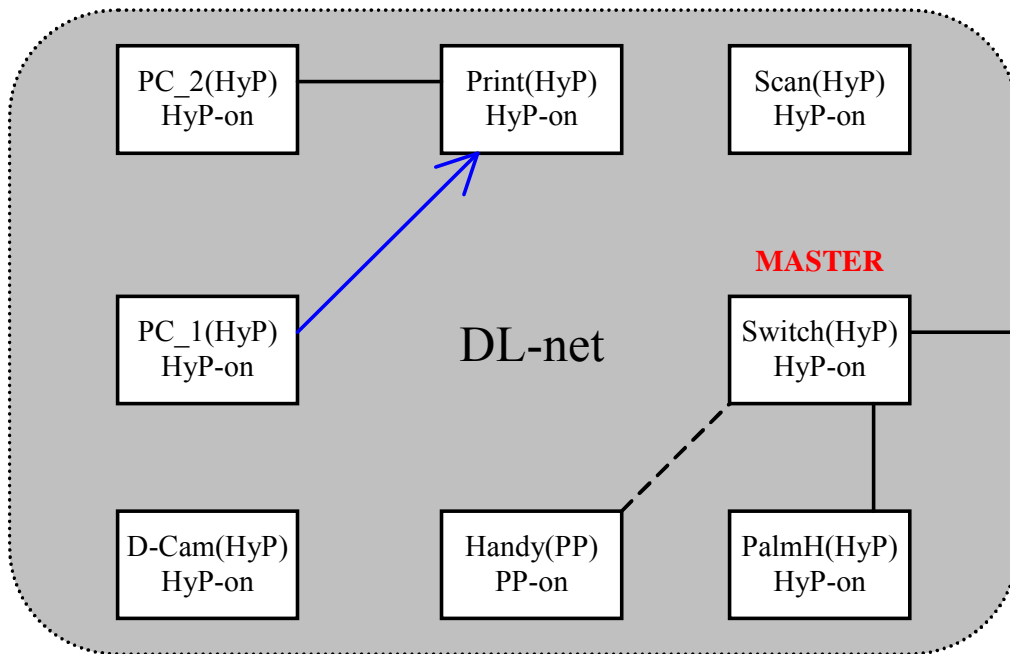 PC_2(HyP)
HyP-on
Print(HyP)
HyP-on
Scan(HyP)
HyP-on
MASTER
PC_1(HyP)
HyP-on
DL-net
Switch(HyP)
HyP-on
D-Cam(HyP)
HyP-on
Handy(PP)
PP-on
PalmH(HyP)
HyP-on